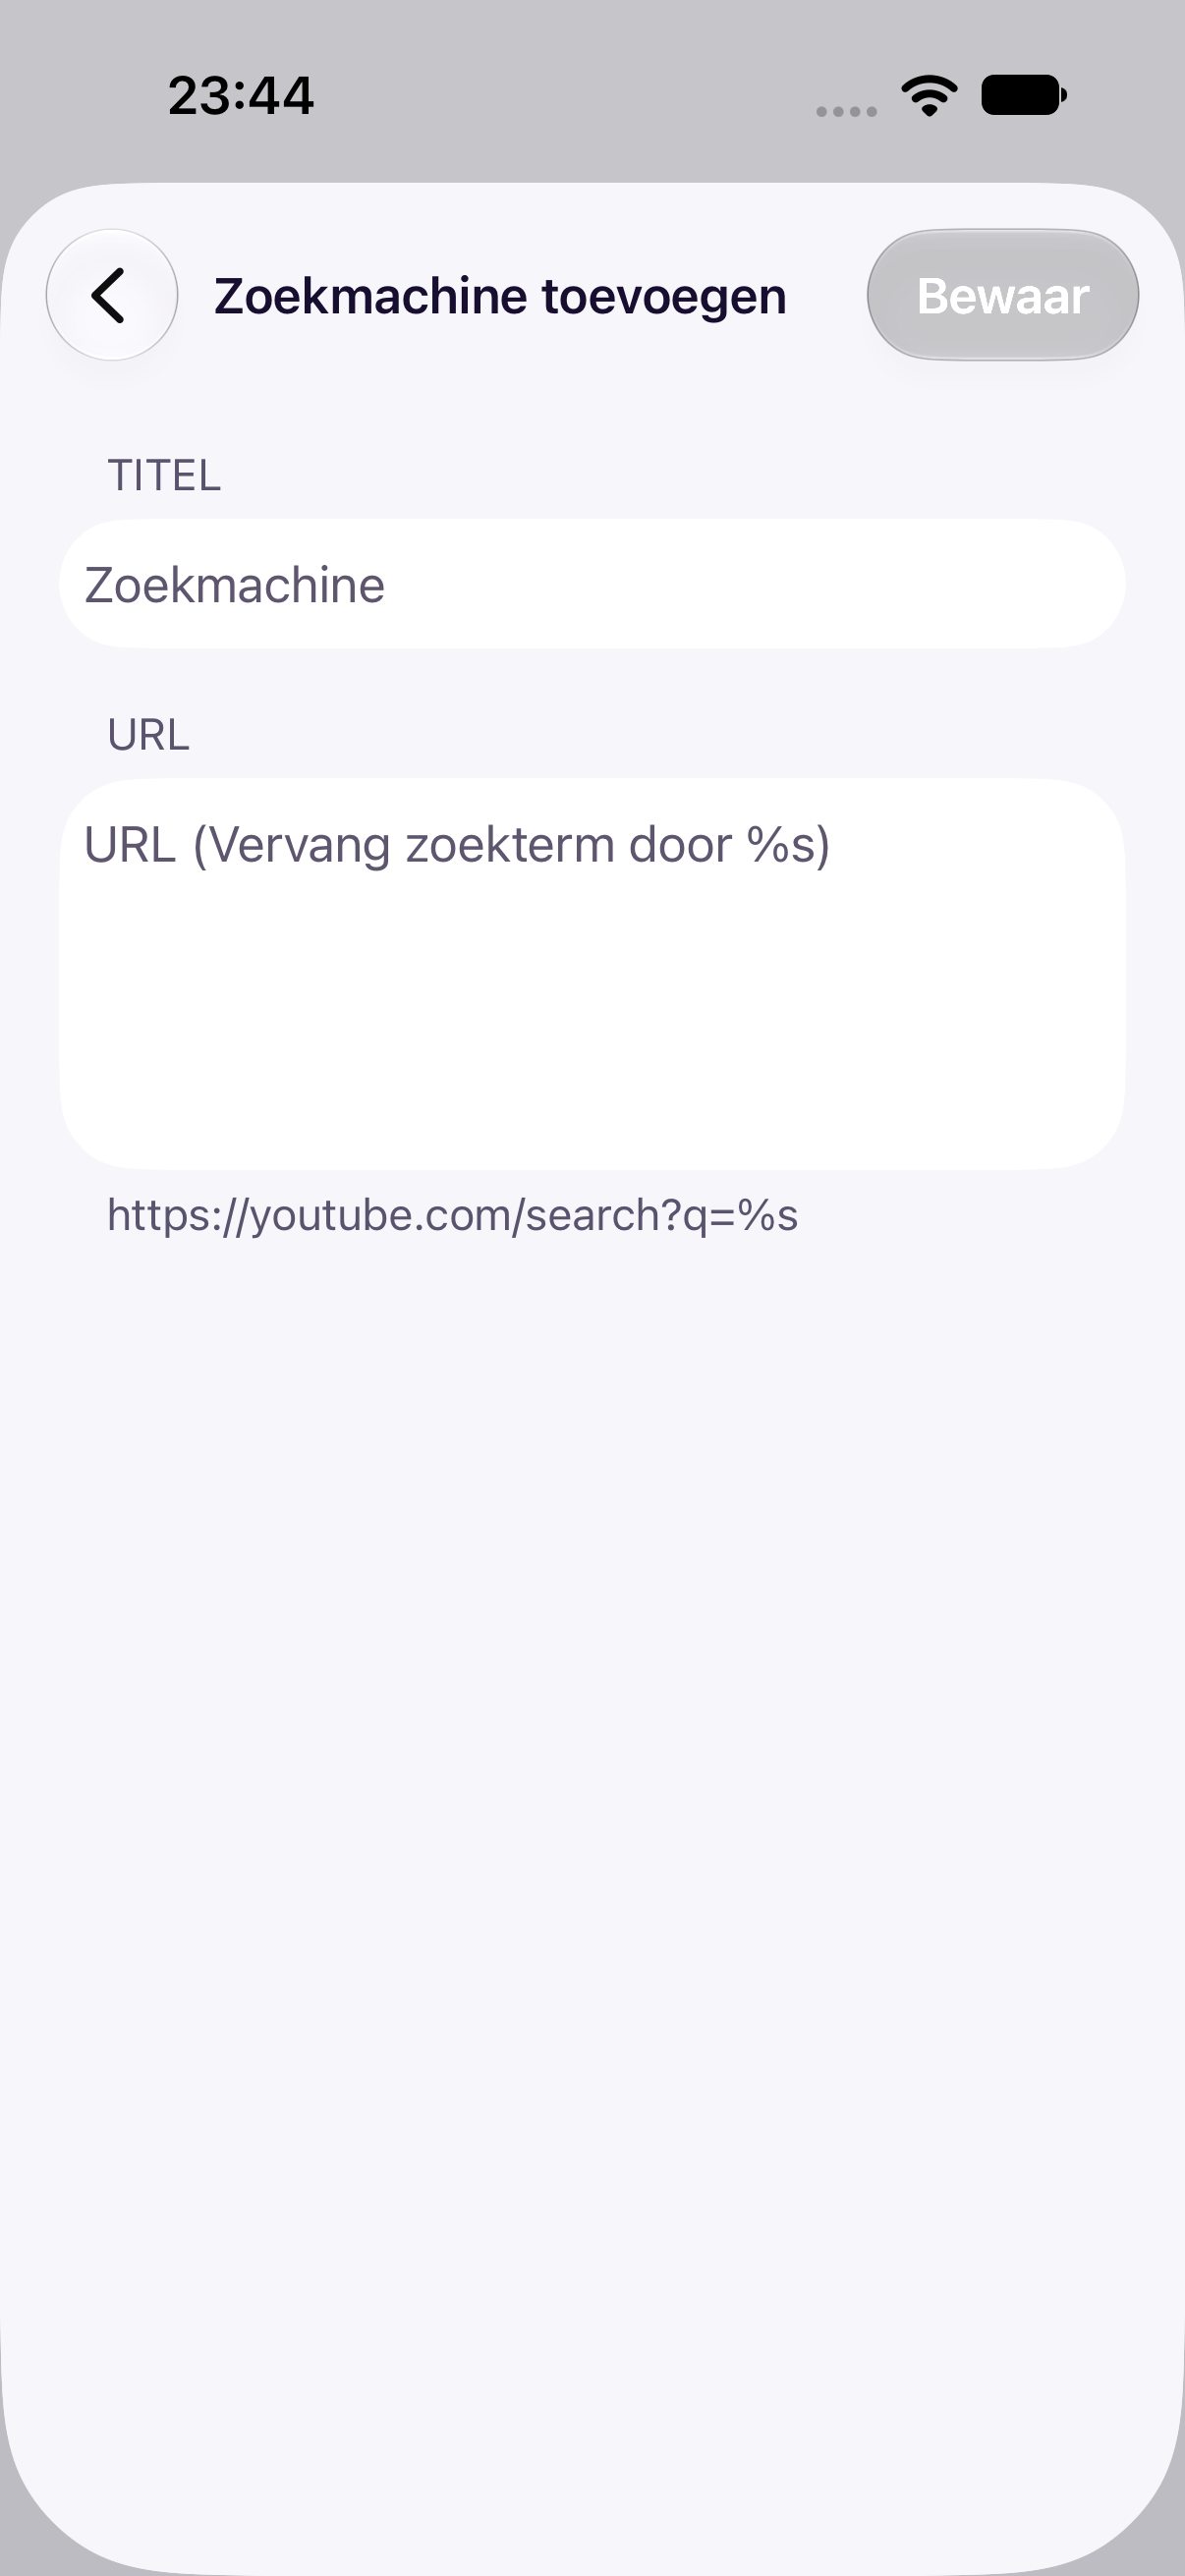 23:44
Zoekmachine toevoegen
Bewaar
TITEL
Zoekmachine
URL
URL (Vervang zoekterm door %s)
https://youtube.com/search?q=%s